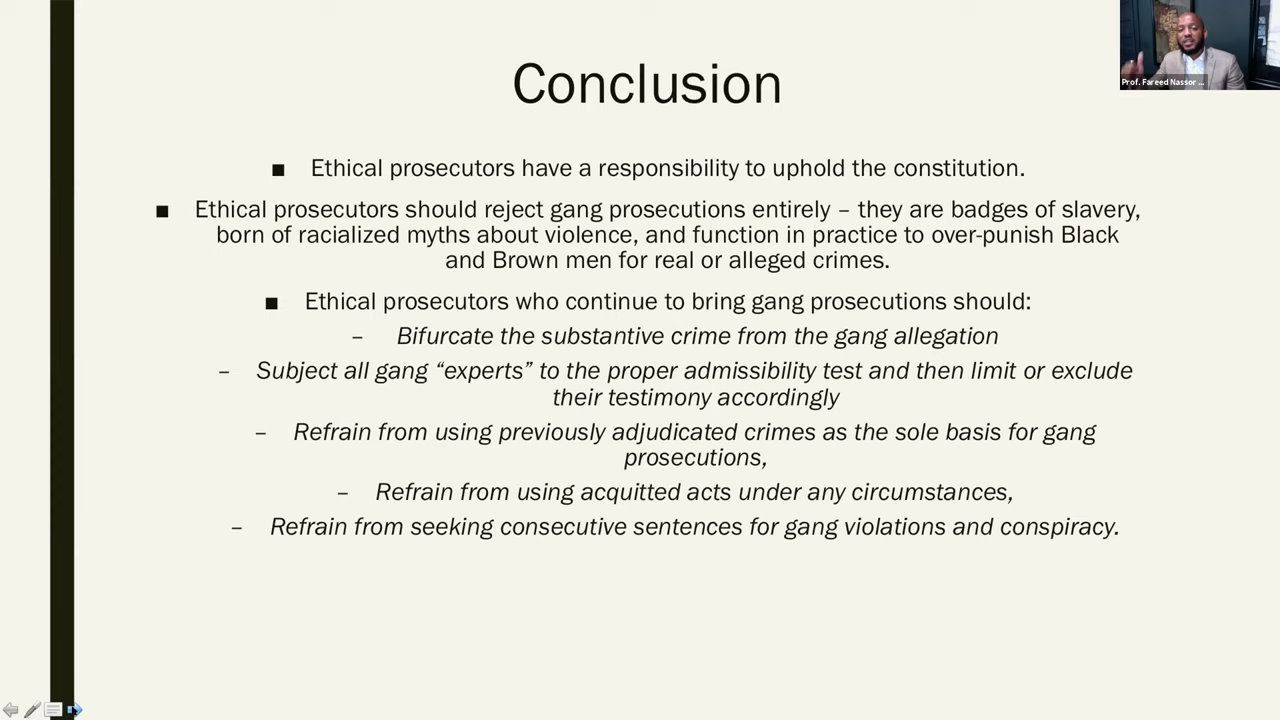 Prof. Fareed Nassor ...
Conclusion
■ Ethical prosecutors have a responsibility to uphold the constitution.
■ Ethical prosecutors should reject gang prosecutions entirely – they are badges of slavery,
born of racialized myths about violence, and function in practice to over-punish Black
and Brown men for real or alleged crimes.
■ Ethical prosecutors who continue to bring gang prosecutions should:
– Bifurcate the substantive crime from the gang allegation
– Subject all gang “experts” to the proper admissibility test and then limit or exclude
their testimony accordingly
– Refrain from using previously adjudicated crimes as the sole basis for gang
prosecutions,
– Refrain from using acquitted acts under any circumstances,
– Refrain from seeking consecutive sentences for gang violations and conspiracy.